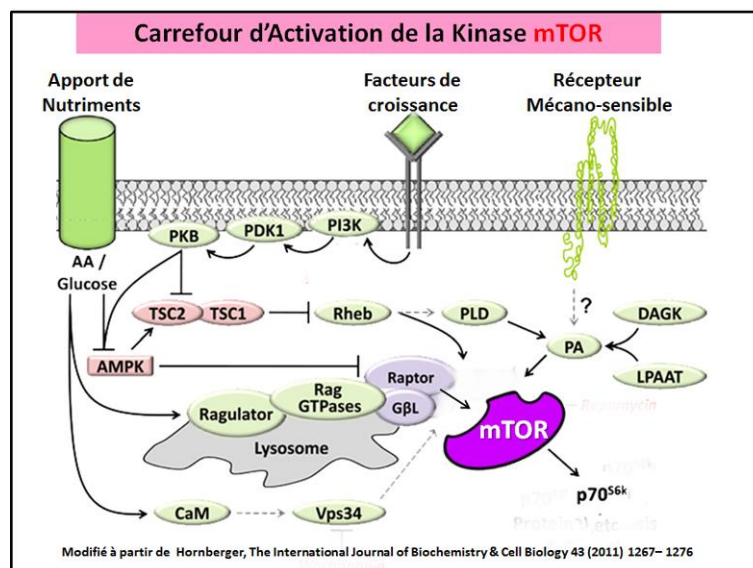 Carrefour d'Activation de la Kinase mTOR
Apport de
Nutriments
Facteurs de
croissance
Récepteur
Mécano-sensible
PKB
PDK1
PI3K
AA /
Glucose
TSC2
TSC1
Rheb
PLD
?
PA
DAGK
LPAAT
AMPK
Raptor
GβL
Rag
GTPases
Ragulator
Lysosome
mTOR
Rapamycin
CaM
Vps34
p70S6k
Modifié à partir de Hornberger, The International Journal of Biochemistry & Cell Biology 43 (2011) 1267– 1276